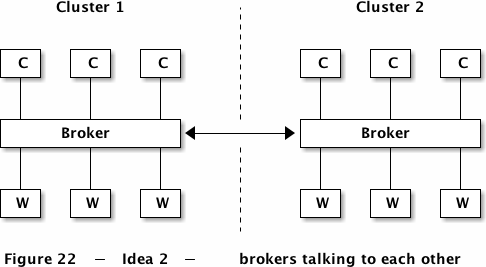 Cluster 1 Cluster 2
C C C C C C
Broker Broker
W W W W W W
Figure 22 — Idea 2 — brokers talking to each other